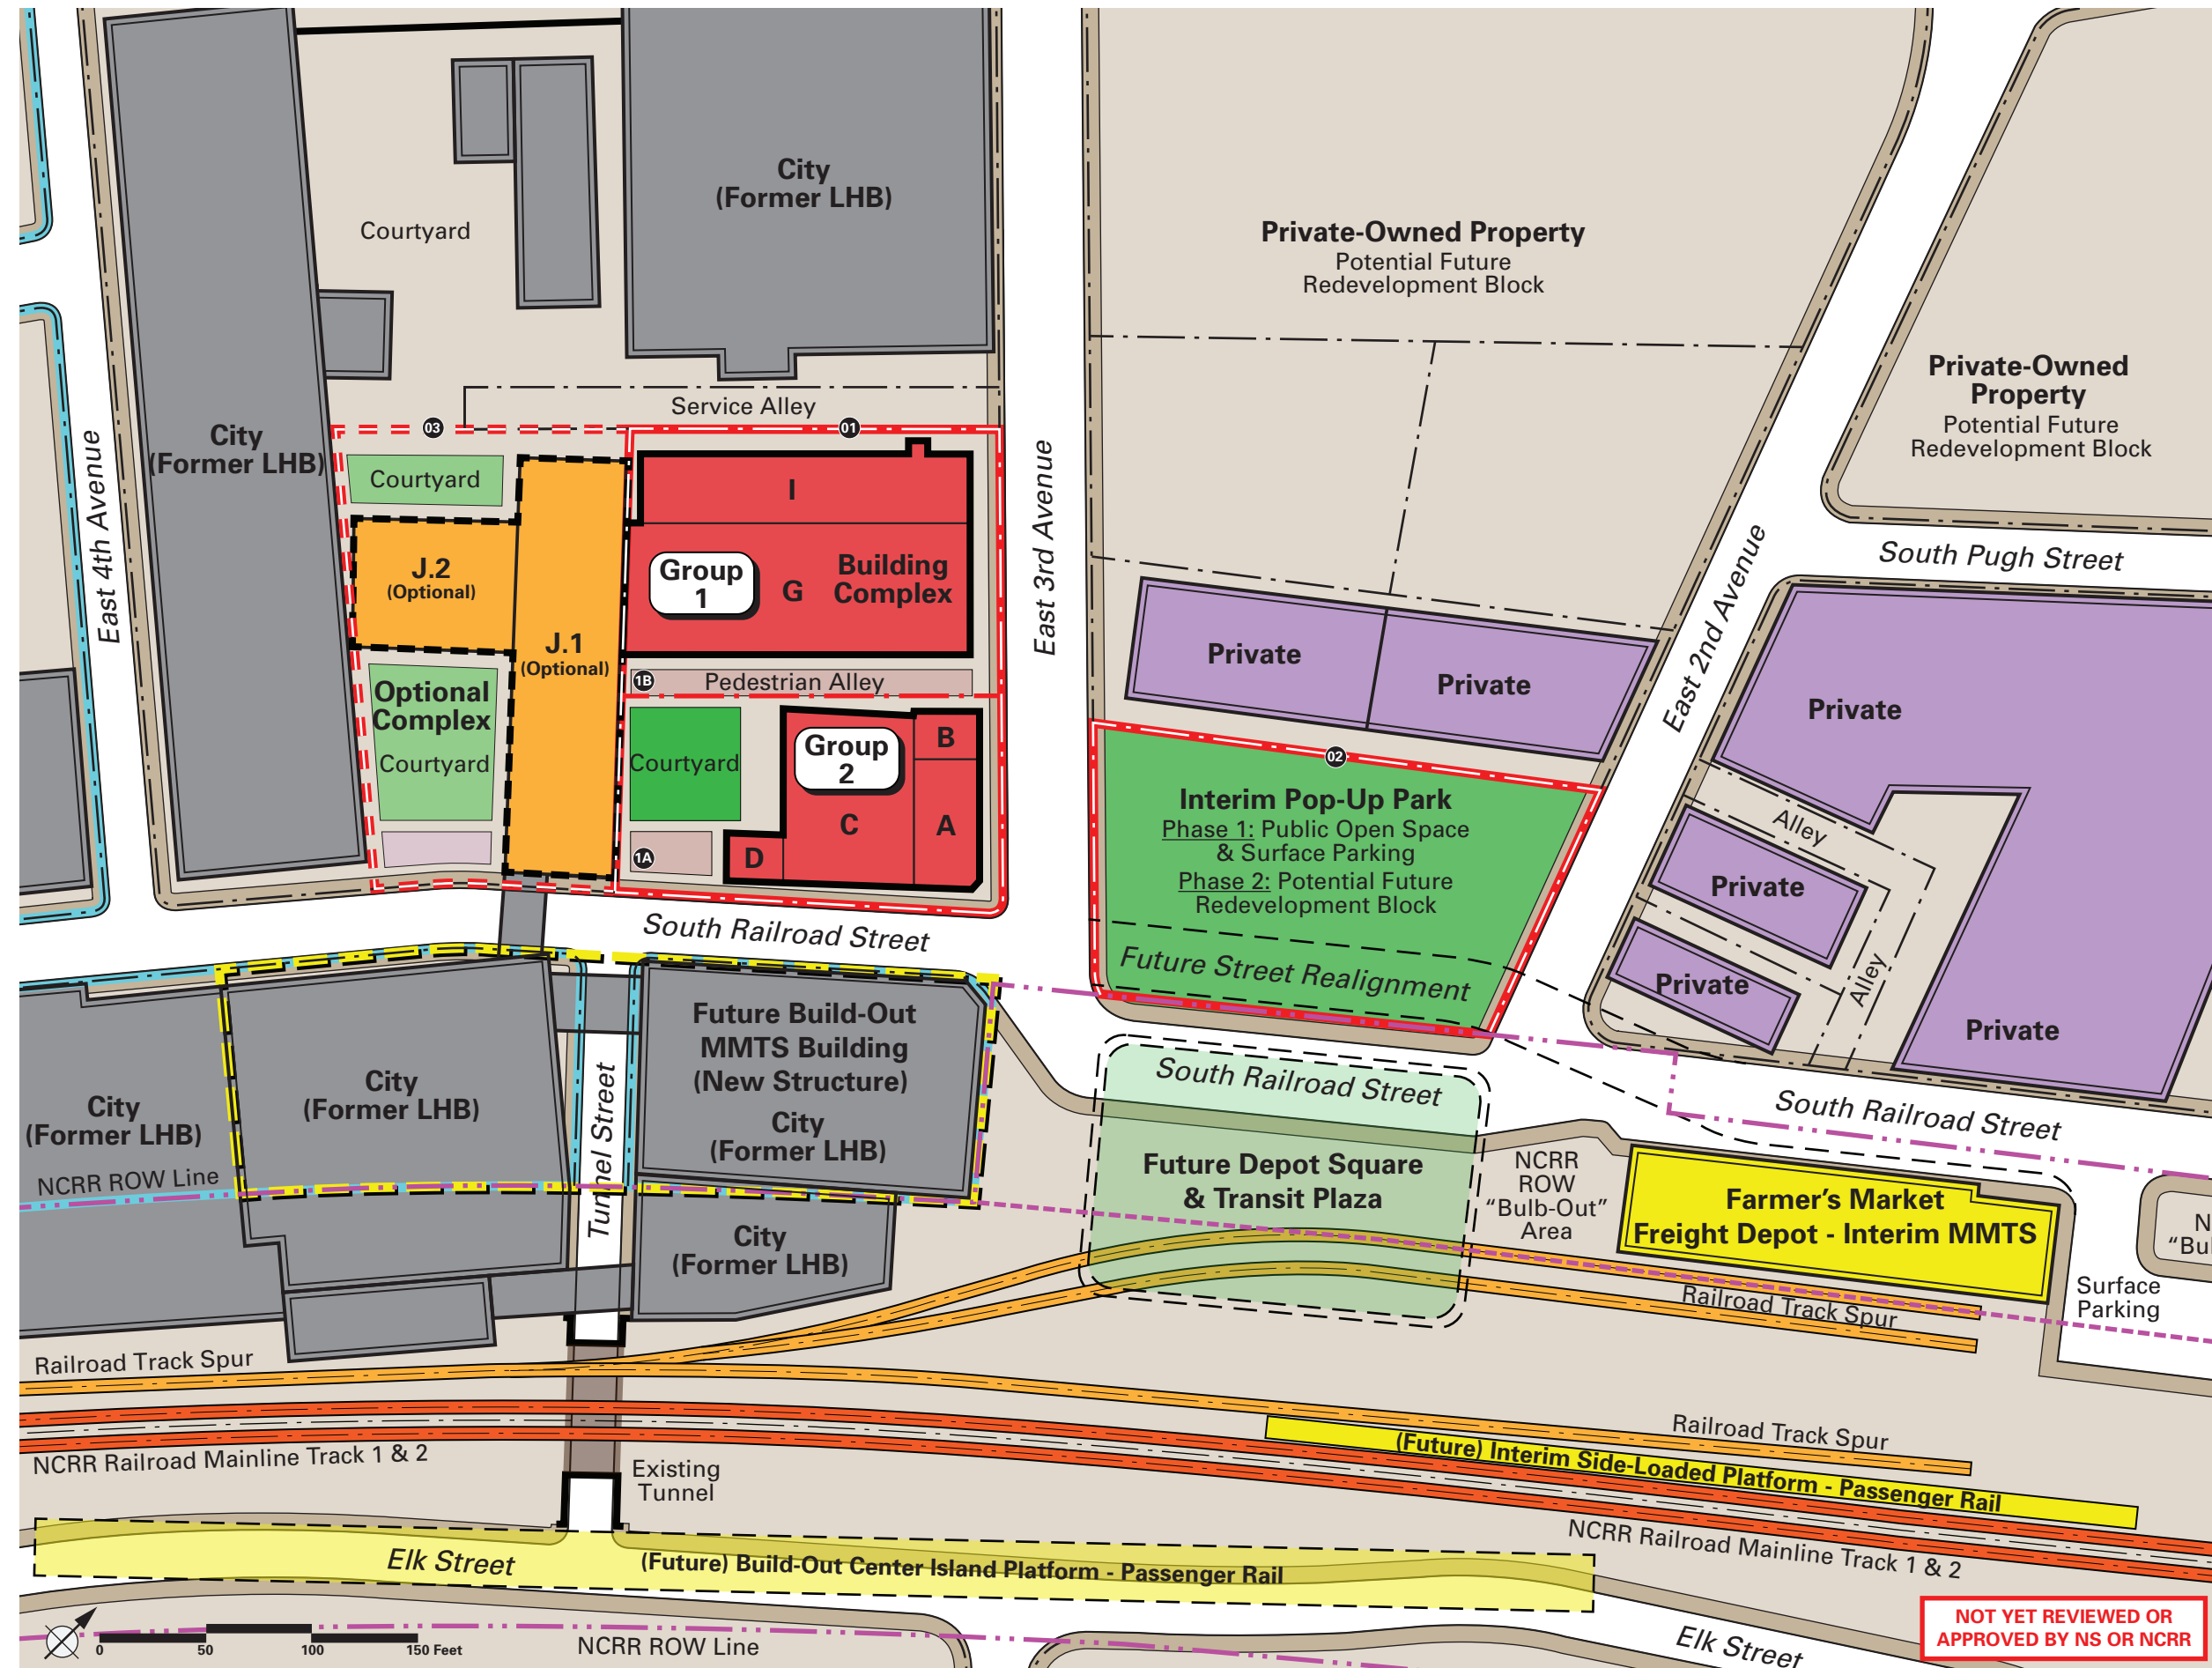 City
(Former LHB)
Courtyard
Private-Owned Property
Potential Future
Redevelopment Block
Private-Owned
Property
Potential Future
Redevelopment Block
Service Alley
03
01
City
(Former LHB)
East 4th Avenue
Courtyard
I
East 3rd Avenue
South Pugh Street
East 2nd Avenue
J.2
(Optional)
Group
1
G
Building
Complex
J.1
(Optional)
Private
Private
Private
1B
Pedestrian Alley
Optional
Complex
Courtyard
Courtyard
Group
2
B
C
A
D
1A
02
Interim Pop-Up Park
Phase 1: Public Open Space
& Surface Parking
Phase 2: Potential Future
Redevelopment Block
Future Street Realignment
Alley
Private
Alley
Private
Private
South Railroad Street
Future Build-Out
MMTS Building
(New Structure)
City
(Former LHB)
City
(Former LHB)
City
(Former LHB)
Tunnel Street
NCRR ROW Line
City
(Former LHB)
South Railroad Street
South Railroad Street
Future Depot Square
& Transit Plaza
NCRR
ROW
"Bulb-Out"
Area
Farmer's Market
Freight Depot - Interim MMTS
N
"Bu
Surface
Parking
Railroad Track Spur
Railroad Track Spur
Railroad Track Spur
(Future) Interim Side-Loaded Platform - Passenger Rail
NCRR Railroad Mainline Track 1 & 2
NCRR Railroad Mainline Track 1 & 2
Existing
Tunnel
Elk Street
(Future) Build-Out Center Island Platform - Passenger Rail
0
50
100
150 Feet
NCRR ROW Line
Elk Street
NOT YET REVIEWED OR
APPROVED BY NS OR NCRR